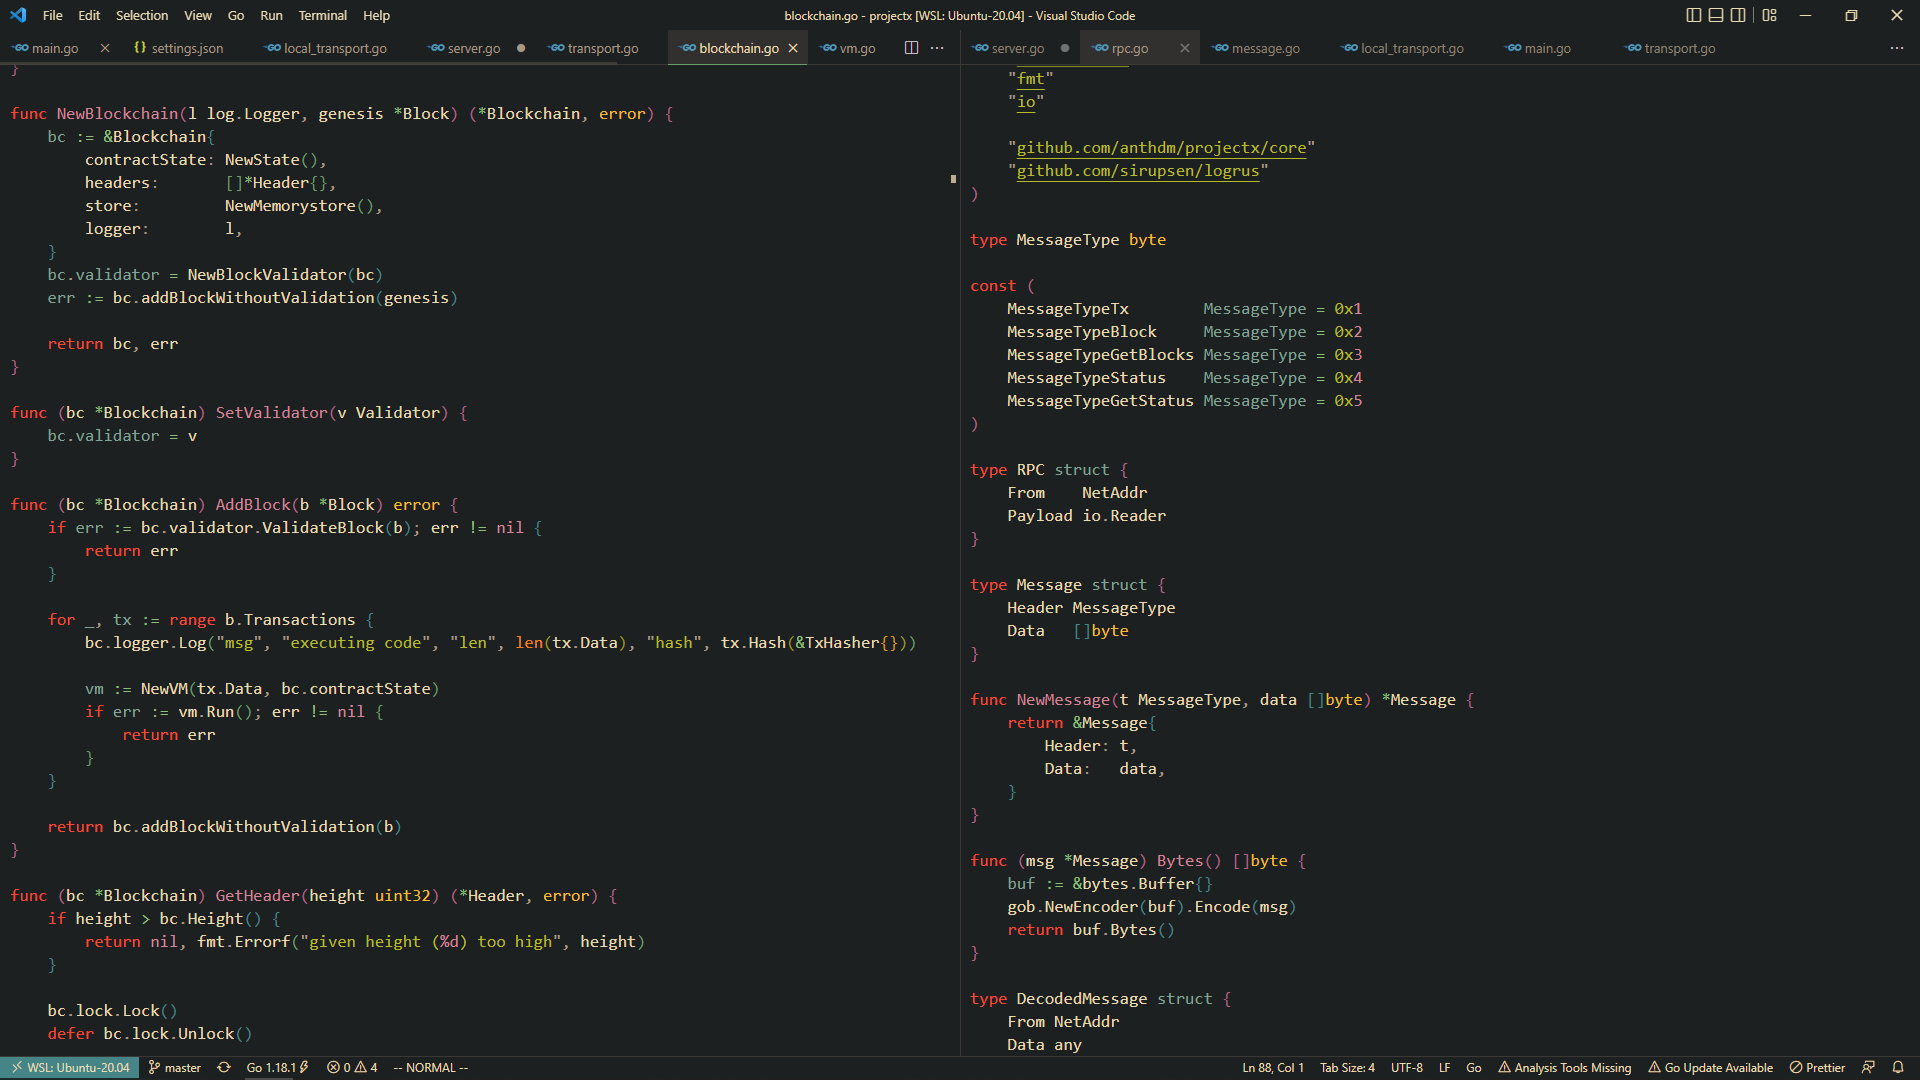 File Edit Selection View Go Run Terminal Help
blockchain.go - projectx [WSL: Ubuntu-20.04] - Visual Studio Code
main.go {} settings.json local_transport.go server.go transport.go blockchain.go vm.go
}
func NewBlockchain(l log.Logger, genesis *Block) (*Blockchain, error) {
    bc := &Blockchain{
        contractState: NewState(),
        headers:       []*Header{},
        store:         NewMemorystore(),
        logger:        l,
    }
    bc.validator = NewBlockValidator(bc)
    err := bc.addBlockWithoutValidation(genesis)
    return bc, err
}
func (bc *Blockchain) SetValidator(v Validator) {
    bc.validator = v
}
func (bc *Blockchain) AddBlock(b *Block) error {
    if err := bc.validator.ValidateBlock(b); err != nil {
        return err
    }
    for _, tx := range b.Transactions {
        bc.logger.Log("msg", "executing code", "len", len(tx.Data), "hash", tx.Hash(&TxHasher{}))
        vm := NewVM(tx.Data, bc.contractState)
        if err := vm.Run(); err != nil {
            return err
        }
    }
    return bc.addBlockWithoutValidation(b)
}
func (bc *Blockchain) GetHeader(height uint32) (*Header, error) {
    if height > bc.Height() {
        return nil, fmt.Errorf("given height (%d) too high", height)
    }
    bc.lock.Lock()
    defer bc.lock.Unlock()
server.go rpc.go message.go local_transport.go main.go transport.go
    "fmt"
    "io"
    "github.com/anthdm/projectx/core"
    "github.com/sirupsen/logrus"
)
type MessageType byte
const (
    MessageTypeTx        MessageType = 0x1
    MessageTypeBlock     MessageType = 0x2
    MessageTypeGetBlocks MessageType = 0x3
    MessageTypeStatus    MessageType = 0x4
    MessageTypeGetStatus MessageType = 0x5
)
type RPC struct {
    From    NetAddr
    Payload io.Reader
}
type Message struct {
    Header MessageType
    Data   []byte
}
func NewMessage(t MessageType, data []byte) *Message {
    return &Message{
        Header: t,
        Data:   data,
    }
}
func (msg *Message) Bytes() []byte {
    buf := &bytes.Buffer{}
    gob.NewEncoder(buf).Encode(msg)
    return buf.Bytes()
}
type DecodedMessage struct {
    From NetAddr
    Data any
WSL: Ubuntu-20.04 master Go 1.18.1 0 4 -- NORMAL -- Ln 88, Col 1 Tab Size: 4 UTF-8 LF Go Analysis Tools Missing Go Update Available Prettier